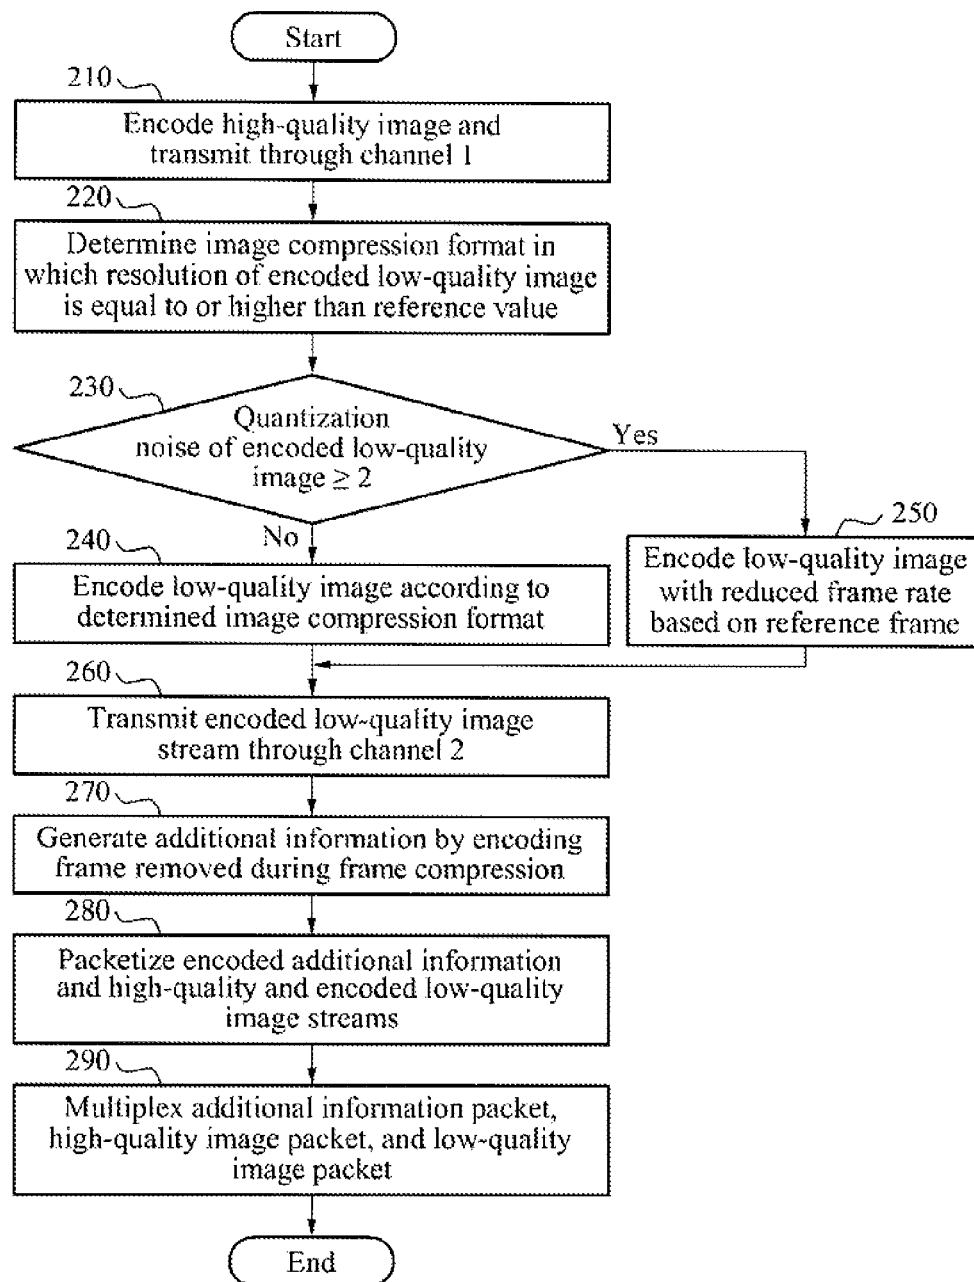 Start
210
Encode high-quality image and
transmit through channel 1
220
Determine image compression format in
which resolution of encoded low-quality image
is equal to or higher than reference value
230
Quantization
noise of encoded low-quality
image ≥ 2
Yes
No
240
Encode low-quality image according to
determined image compression format
250
Encode low-quality image
with reduced frame rate
based on reference frame
260
Transmit encoded low-quality image
stream through channel 2
270
Generate additional information by encoding
frame removed during frame compression
280
Packetize encoded additional information
and high-quality and encoded low-quality
image streams
290
Multiplex additional information packet,
high-quality image packet, and low-quality
image packet
End